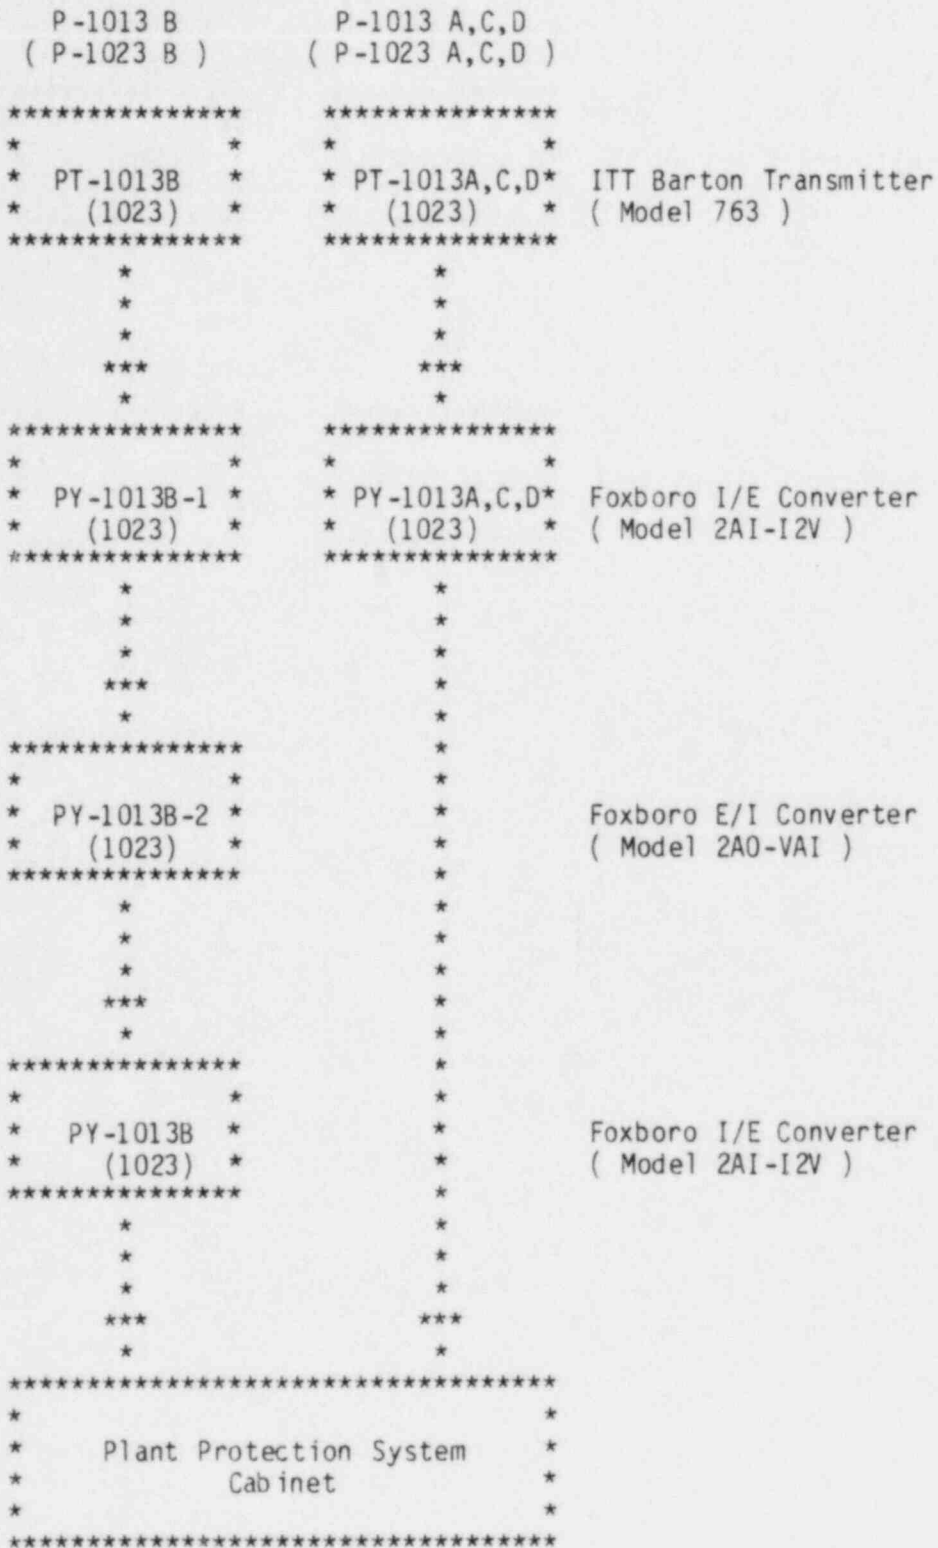 P-1013 B P-1013 A,C,D
( P-1023 B ) ( P-1023 A,C,D )
PT-1013B PT-1013A,C,D ITT Barton Transmitter
(1023) (1023) ( Model 763 )
PY-1013B-1 PY-1013A,C,D Foxboro I/E Converter
(1023) (1023) ( Model 2AI-I2V )
PY-1013B-2 Foxboro E/I Converter
(1023) ( Model 2AO-VAI )
PY-1013B Foxboro I/E Converter
(1023) ( Model 2AI-I2V )
Plant Protection System
Cabinet